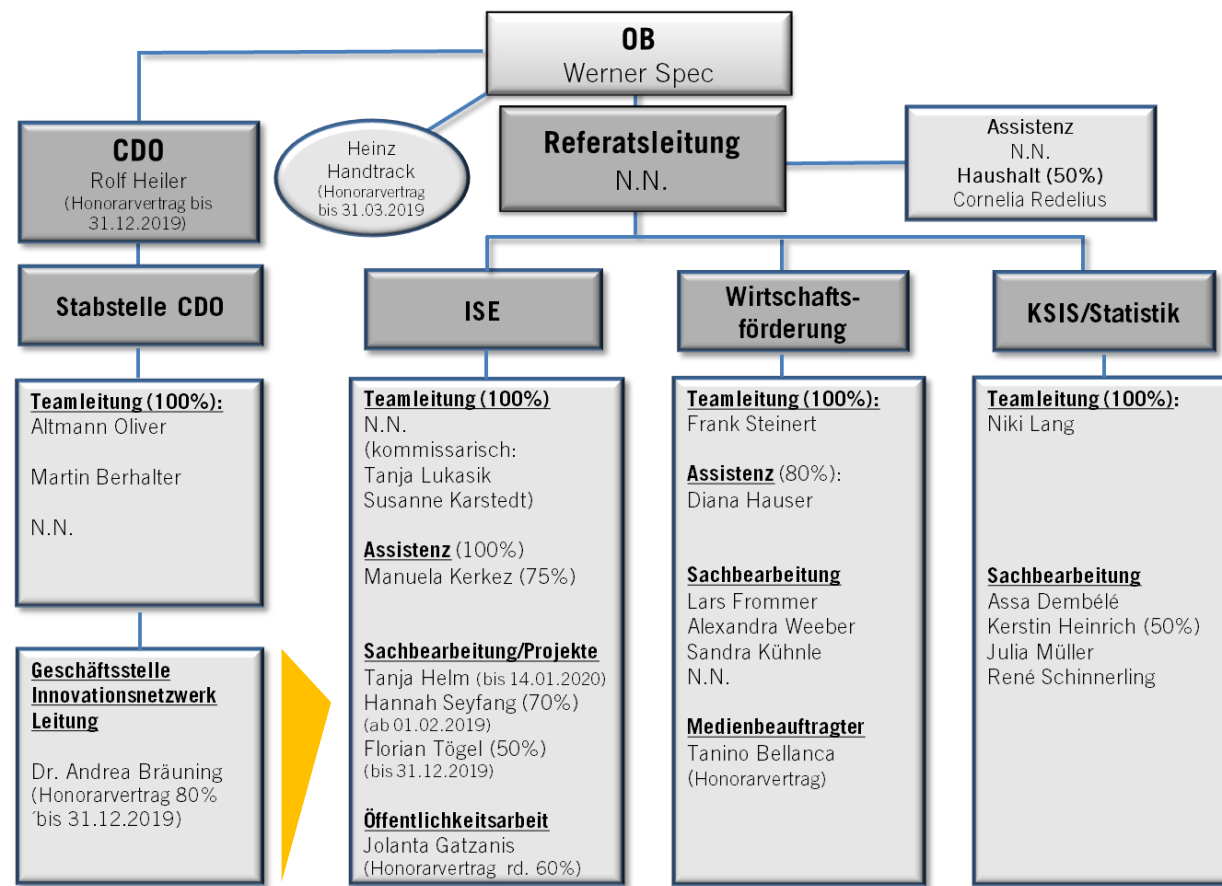 OB
Werner Spec
CDO
Rolf Heiler
(Honorarvertrag bis
31.12.2019)
Heinz
Handtrack
(Honorarvertrag
bis 31.03.2019
Referatsleitung
N.N.
Assistenz
N.N.
Haushalt (50%)
Cornelia Redelius
Stabstelle CDO
ISE
Wirtschafts-
förderung
KSIS/Statistik
Teamleitung (100%):
Altmann Oliver
Martin Berhalter
N.N.
Geschäftsstelle
Innovationsnetzwerk
Leitung
Dr. Andrea Bräuning
(Honorarvertrag 80%
´bis 31.12.2019)
Teamleitung (100%)
N.N.
(kommissarisch:
Tanja Lukasik
Susanne Karstedt)
Assistenz (100%)
Manuela Kerkez (75%)
Sachbearbeitung/Projekte
Tanja Helm (bis 14.01.2020)
Hannah Seyfang (70%)
(ab 01.02.2019)
Florian Tögel (50%)
(bis 31.12.2019)
Öffentlichkeitsarbeit
Jolanta Gatzanis
(Honorarvertrag rd. 60%)
Teamleitung (100%):
Frank Steinert
Assistenz (80%):
Diana Hauser
Sachbearbeitung
Lars Frommer
Alexandra Weeber
Sandra Kühnle
N.N.
Medienbeauftragter
Tanino Bellanca
(Honorarvertrag)
Teamleitung (100%):
Niki Lang
Sachbearbeitung
Assa Dembélé
Kerstin Heinrich (50%)
Julia Müller
René Schinnerling